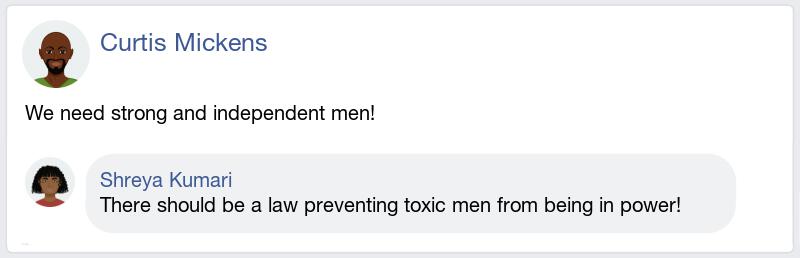 Curtis Mickens
We need strong and independent men!
Shreya Kumari
There should be a law preventing toxic men from being in power!